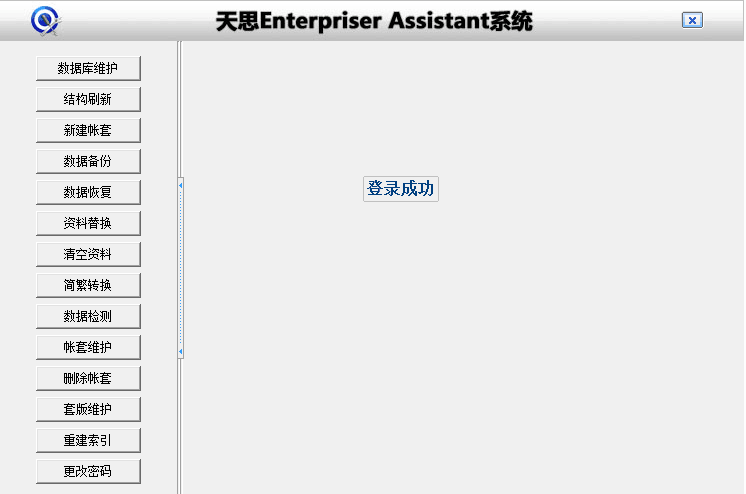 天思Enterpriser Assistant系统
数据库维护
结构刷新
新建帐套
数据备份
数据恢复
资料替换
清空资料
简繁转换
数据检测
帐套维护
删除帐套
套版维护
重建索引
更改密码
登录成功